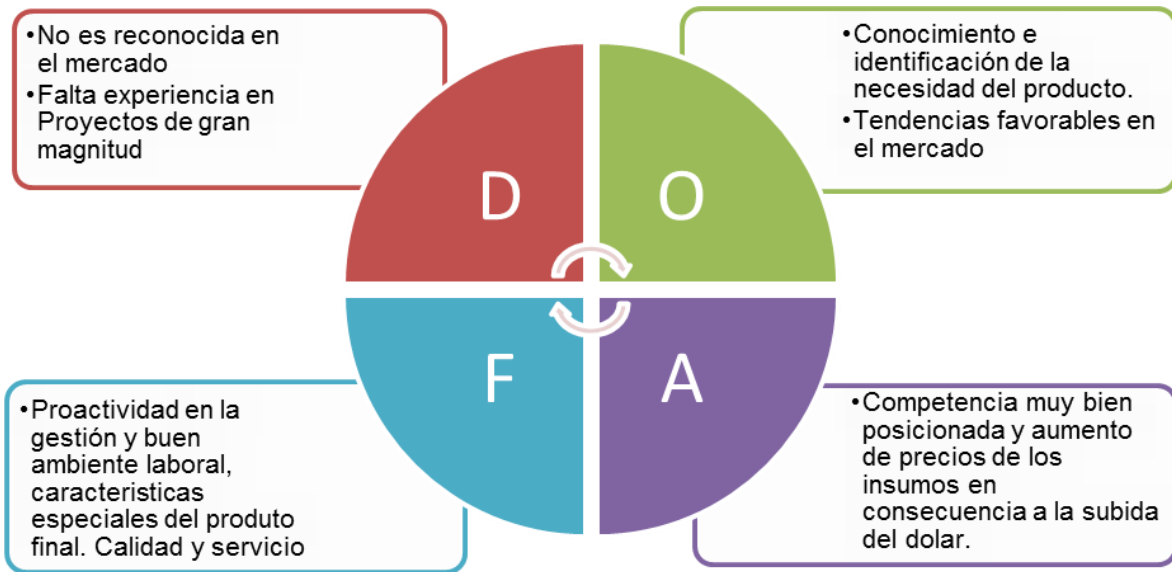 •No es reconocida en
el mercado
•Falta experiencia en
Proyectos de gran
magnitud
•Conocimiento e
identificación de la
necesidad del producto.
•Tendencias favorables en
el mercado
D
O
F
A
•Proactividad en la
gestión y buen
ambiente laboral,
caracteristicas
especiales del produto
final. Calidad y servicio
•Competencia muy bien
posicionada y aumento
de precios de los
insumos en
consecuencia a la subida
del dolar.